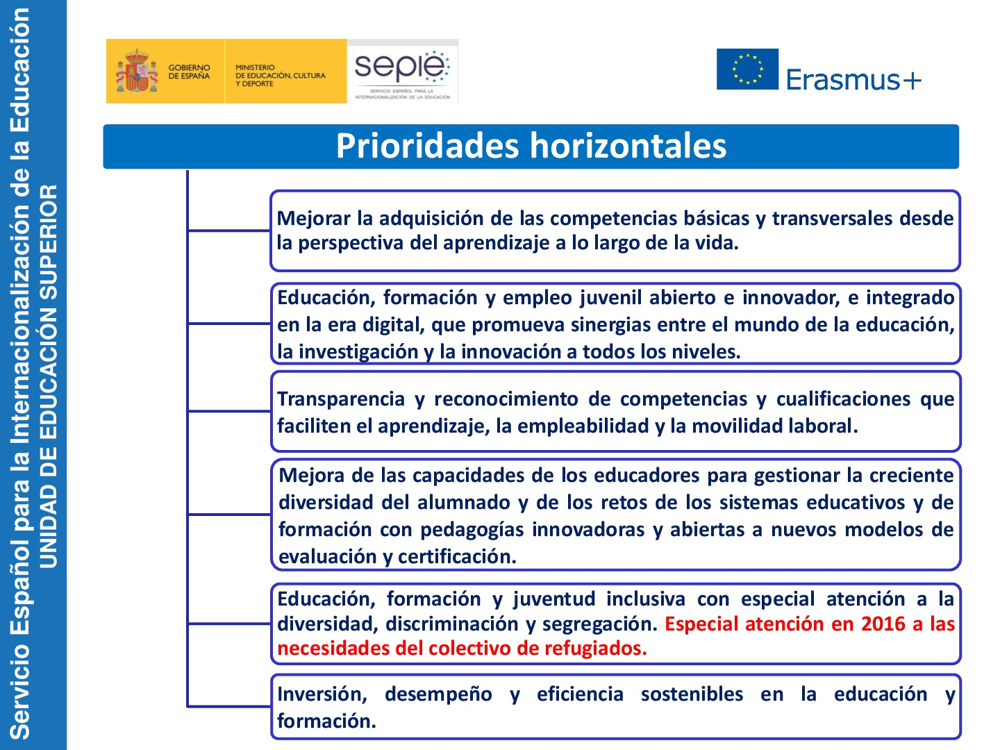 Servicio Español para la Internacionalización de la Educación
UNIDAD DE EDUCACIÓN SUPERIOR
GOBIERNO
DE ESPAÑA
MINISTERIO
DE EDUCACIÓN, CULTURA
Y DEPORTE
sepie
SERVICIO ESPAÑOL PARA LA
INTERNACIONALIZACIÓN DE LA EDUCACIÓN
Erasmus+
Prioridades horizontales
Mejorar la adquisición de las competencias básicas y transversales desde
la perspectiva del aprendizaje a lo largo de la vida.
Educación, formación y empleo juvenil abierto e innovador, e integrado
en la era digital, que promueva sinergias entre el mundo de la educación,
la investigación y la innovación a todos los niveles.
Transparencia y reconocimiento de competencias y cualificaciones que
faciliten el aprendizaje, la empleabilidad y la movilidad laboral.
Mejora de las capacidades de los educadores para gestionar la creciente
diversidad del alumnado y de los retos de los sistemas educativos y de
formación con pedagogías innovadoras y abiertas a nuevos modelos de
evaluación y certificación.
Educación, formación y juventud inclusiva con especial atención a la
diversidad, discriminación y segregación. Especial atención en 2016 a las
necesidades del colectivo de refugiados.
Inversión, desempeño y eficiencia sostenibles en la educación y
formación.